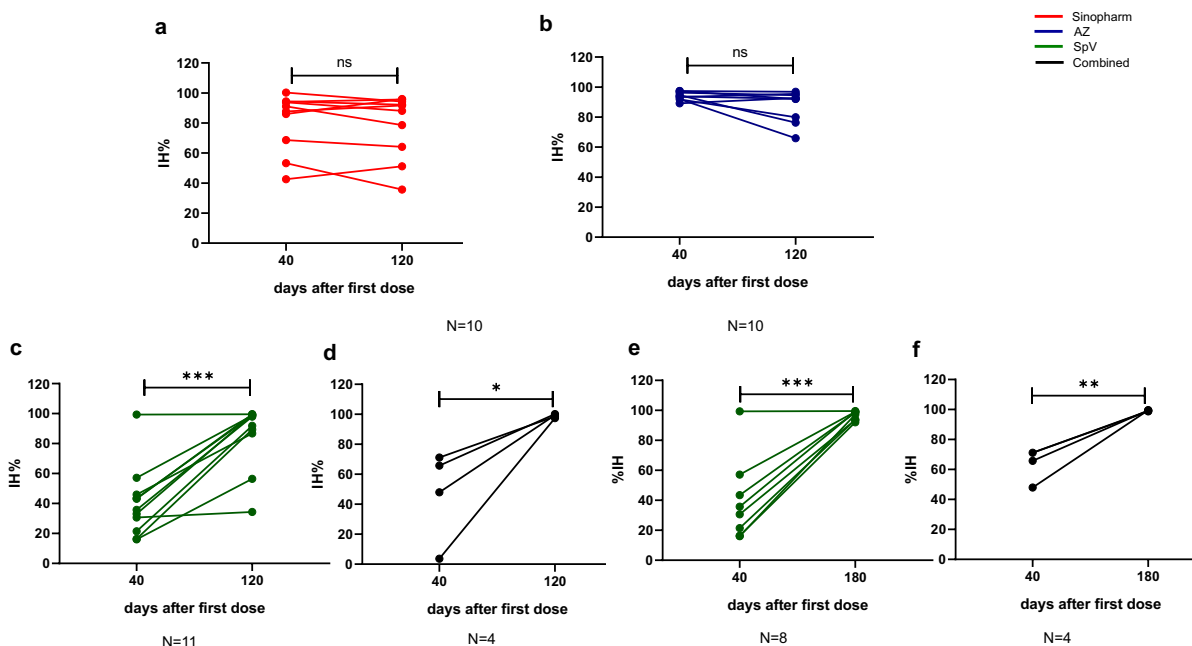 Sinopharm
AZ
SpV
Combined
a
ns
120
100
80
60
40
20
0
IH%
40 120
days after first dose
N=10
b
ns
120
100
80
60
40
20
0
IH%
40 120
days after first dose
N=10
c
***
120
100
80
60
40
20
0
IH%
40 120
days after first dose
N=11
d
*
120
100
80
60
40
20
0
IH%
40 120
days after first dose
N=4
e
***
120
100
80
60
40
20
0
%IH
40 180
days after first dose
N=8
f
**
120
100
80
60
40
20
0
%IH
40 180
days after first dose
N=4